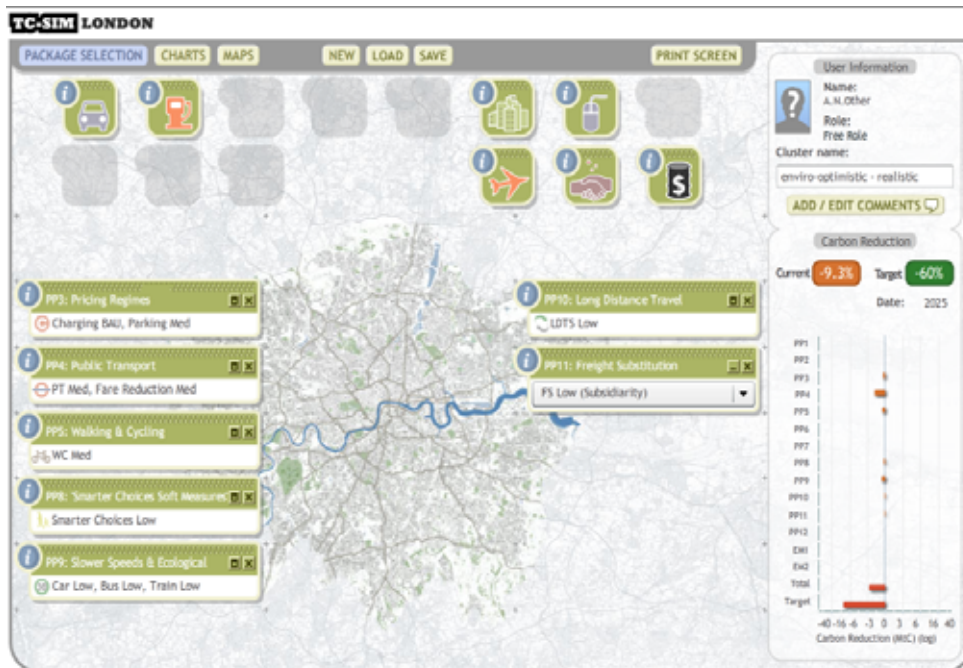 TC-SIM LONDON
PACKAGE SELECTION CHARTS MAPS NEW LOAD SAVE PRINT SCREEN
User Information
Name:
A.N.Other
Role:
Free Role
Cluster name:
enviro-optimistic - realistic
ADD / EDIT COMMENTS
Carbon Reduction
Current -9.3% Target -60%
Date: 2025
PP3: Pricing Regimes
Charging BAU, Parking Med
PP4: Public Transport
PT Med, Fare Reduction Med
PP5: Walking & Cycling
WC Med
PP8: 'Smarter Choices Soft Measures
Smarter Choices Low
PP9: Slower Speeds & Ecological
Car Low, Bus Low, Train Low
PP10: Long Distance Travel
LDTS Low
PP11: Freight Substitution
FS Low (Subsidiarity)
PP1
PP2
PP3
PP4
PP5
PP6
PP7
PP8
PP9
PP10
PP11
PP12
EM1
EM2
Total
Target
-40 -16 -6 -3 0 3 6 16 40
Carbon Reduction (MtC) (log)